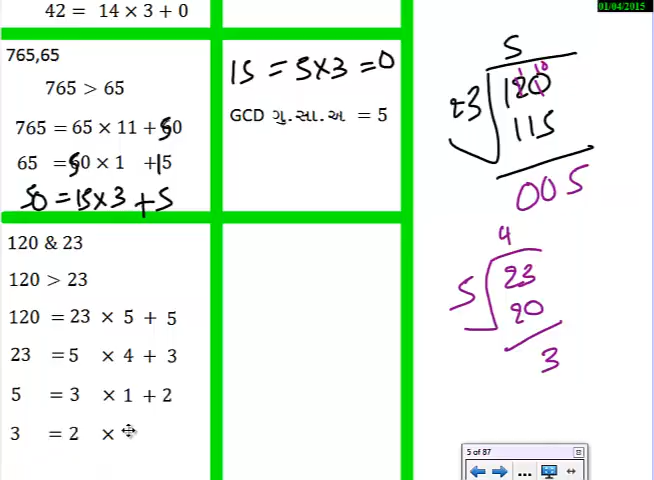 42 = 14 × 3 + 0
01/04/2015
765,65
765 > 65
765 = 65 × 11 + 50
65 = 50 × 1 + 15
50 = 15 × 3 + 5
15 = 5 × 3 = 0
GCD ગુ.સા.અ = 5
120 & 23
120 > 23
120 = 23 × 5 + 5
23 = 5 × 4 + 3
5 = 3 × 1 + 2
3 = 2 ×
5
23 120
1 10
115
005
4
5 23
20
3
5 of 87